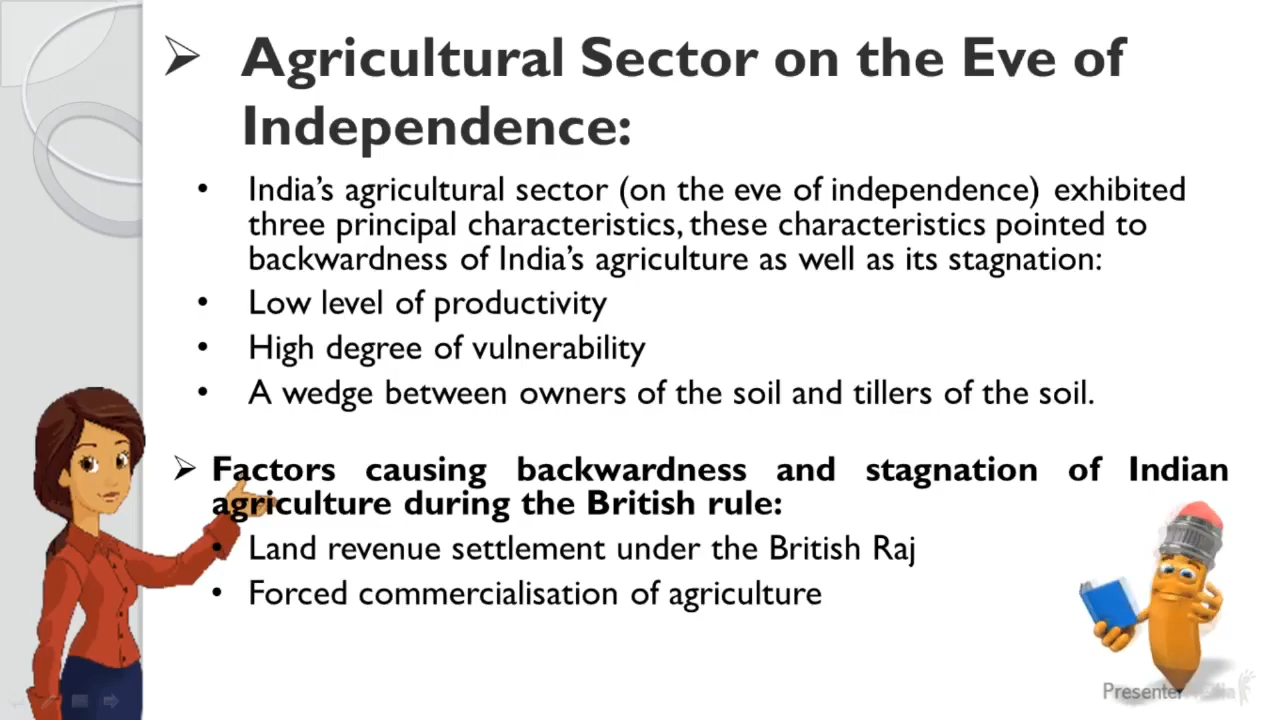 ➢ Agricultural Sector on the Eve of
Independence:
• India’s agricultural sector (on the eve of independence) exhibited
three principal characteristics, these characteristics pointed to
backwardness of India’s agriculture as well as its stagnation:
• Low level of productivity
• High degree of vulnerability
• A wedge between owners of the soil and tillers of the soil.
➢ Factors causing backwardness and stagnation of Indian
agriculture during the British rule:
• Land revenue settlement under the British Raj
• Forced commercialisation of agriculture
PresenterMedia